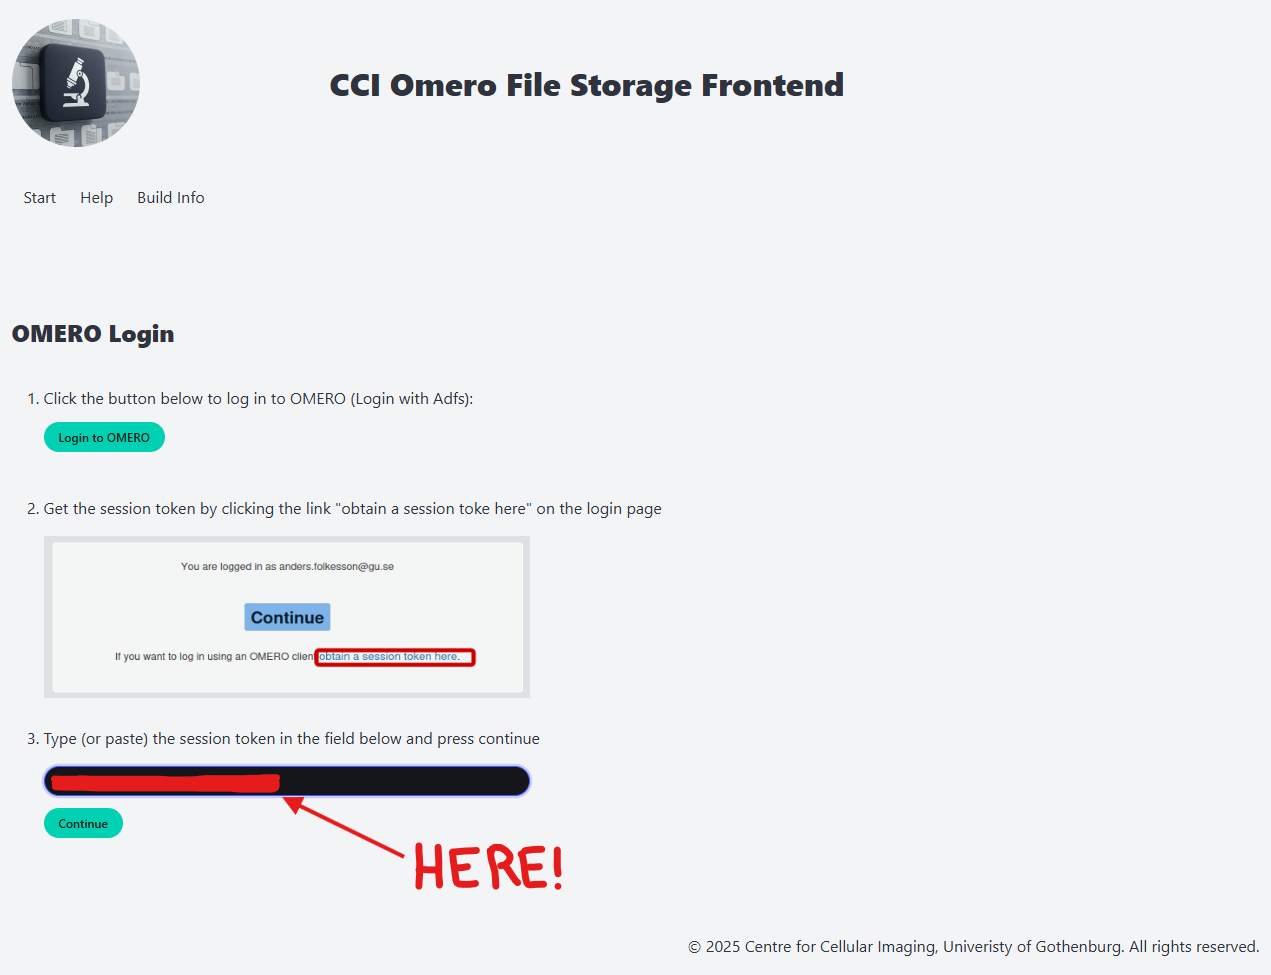 CCI Omero File Storage Frontend
Start Help Build Info
OMERO Login
1. Click the button below to log in to OMERO (Login with Adfs):
Login to OMERO
2. Get the session token by clicking the link "obtain a session toke here" on the login page
You are logged in as anders.folkesson@gu.se
Continue
If you want to log in using an OMERO client obtain a session token here.
3. Type (or paste) the session token in the field below and press continue
Continue
HERE!
© 2025 Centre for Cellular Imaging, Univeristy of Gothenburg. All rights reserved.